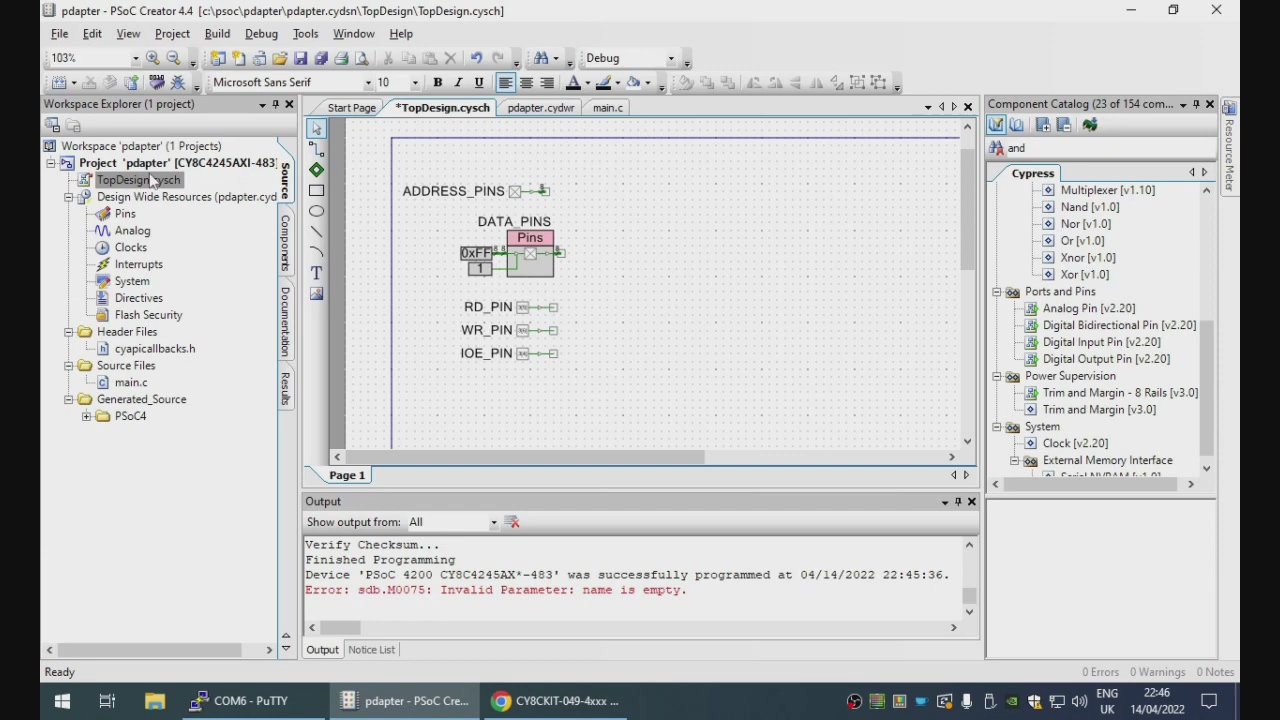 pdapter - PSoC Creator 4.4 [c:\psoc\pdapter\pdapter.cydsn\TopDesign\TopDesign.cysch]
File Edit View Project Build Debug Tools Window Help
103% Debug
Microsoft Sans Serif 10 B I U A
Workspace Explorer (1 project)
Workspace 'pdapter' (1 Projects)
Project 'pdapter' [CY8C4245AXI-483]
TopDesign.cysch
Design Wide Resources (pdapter.cyd
Pins
Analog
Clocks
Interrupts
System
Directives
Flash Security
Header Files
cyapicallbacks.h
Source Files
main.c
Generated_Source
PSoC4
Source
Components
Documentation
Results
Start Page *TopDesign.cysch pdapter.cydwr main.c
T
ADDRESS_PINS
DATA_PINS
Pins
0xFF
1
RD_PIN
WR_PIN
IOE_PIN
Page 1
Output
Show output from: All
Verify Checksum...
Finished Programming
Device 'PSoC 4200 CY8C4245AX*-483' was successfully programmed at 04/14/2022 22:45:36.
Error: sdb.M0075: Invalid Parameter: name is empty.
Output Notice List
Component Catalog (23 of 154 com...
and
Cypress
Multiplexer [v1.10]
Nand [v1.0]
Nor [v1.0]
Or [v1.0]
Xnor [v1.0]
Xor [v1.0]
Ports and Pins
Analog Pin [v2.20]
Digital Bidirectional Pin [v2.20]
Digital Input Pin [v2.20]
Digital Output Pin [v2.20]
Power Supervision
Trim and Margin - 8 Rails [v3.0]
Trim and Margin [v3.0]
System
Clock [v2.20]
External Memory Interface
Resource Meter
Ready 0 Errors 0 Warnings 0 Notes
COM6 - PuTTY pdapter - PSoC Cre... CY8CKIT-049-4xxx ...
ENG
UK
22:46
14/04/2022